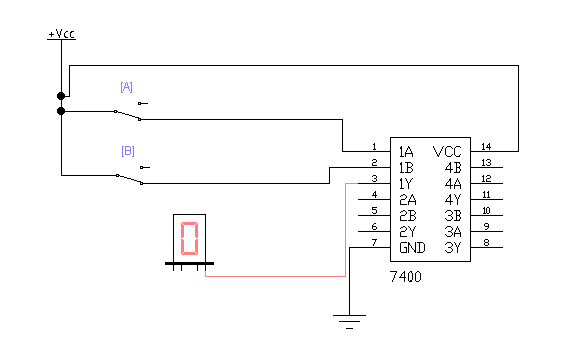 +Vcc
[A]
[B]
1 1A VCC 14
2 1B 4B 13
3 1Y 4A 12
4 2A 4Y 11
5 2B 3B 10
6 2Y 3A 9
7 GND 3Y 8
0
7400